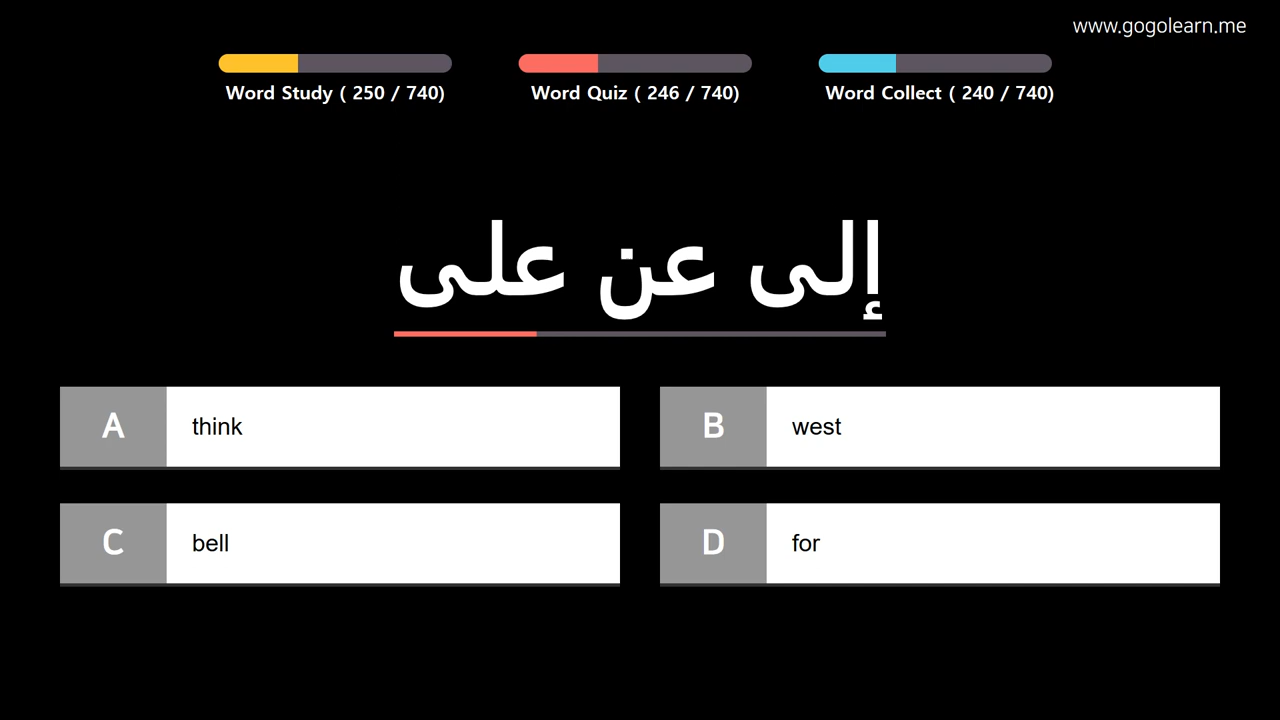 www.gogolearn.me
Word Study ( 250 / 740)
Word Quiz ( 246 / 740)
Word Collect ( 240 / 740)
إلى عن على
A think
B west
C bell
D for